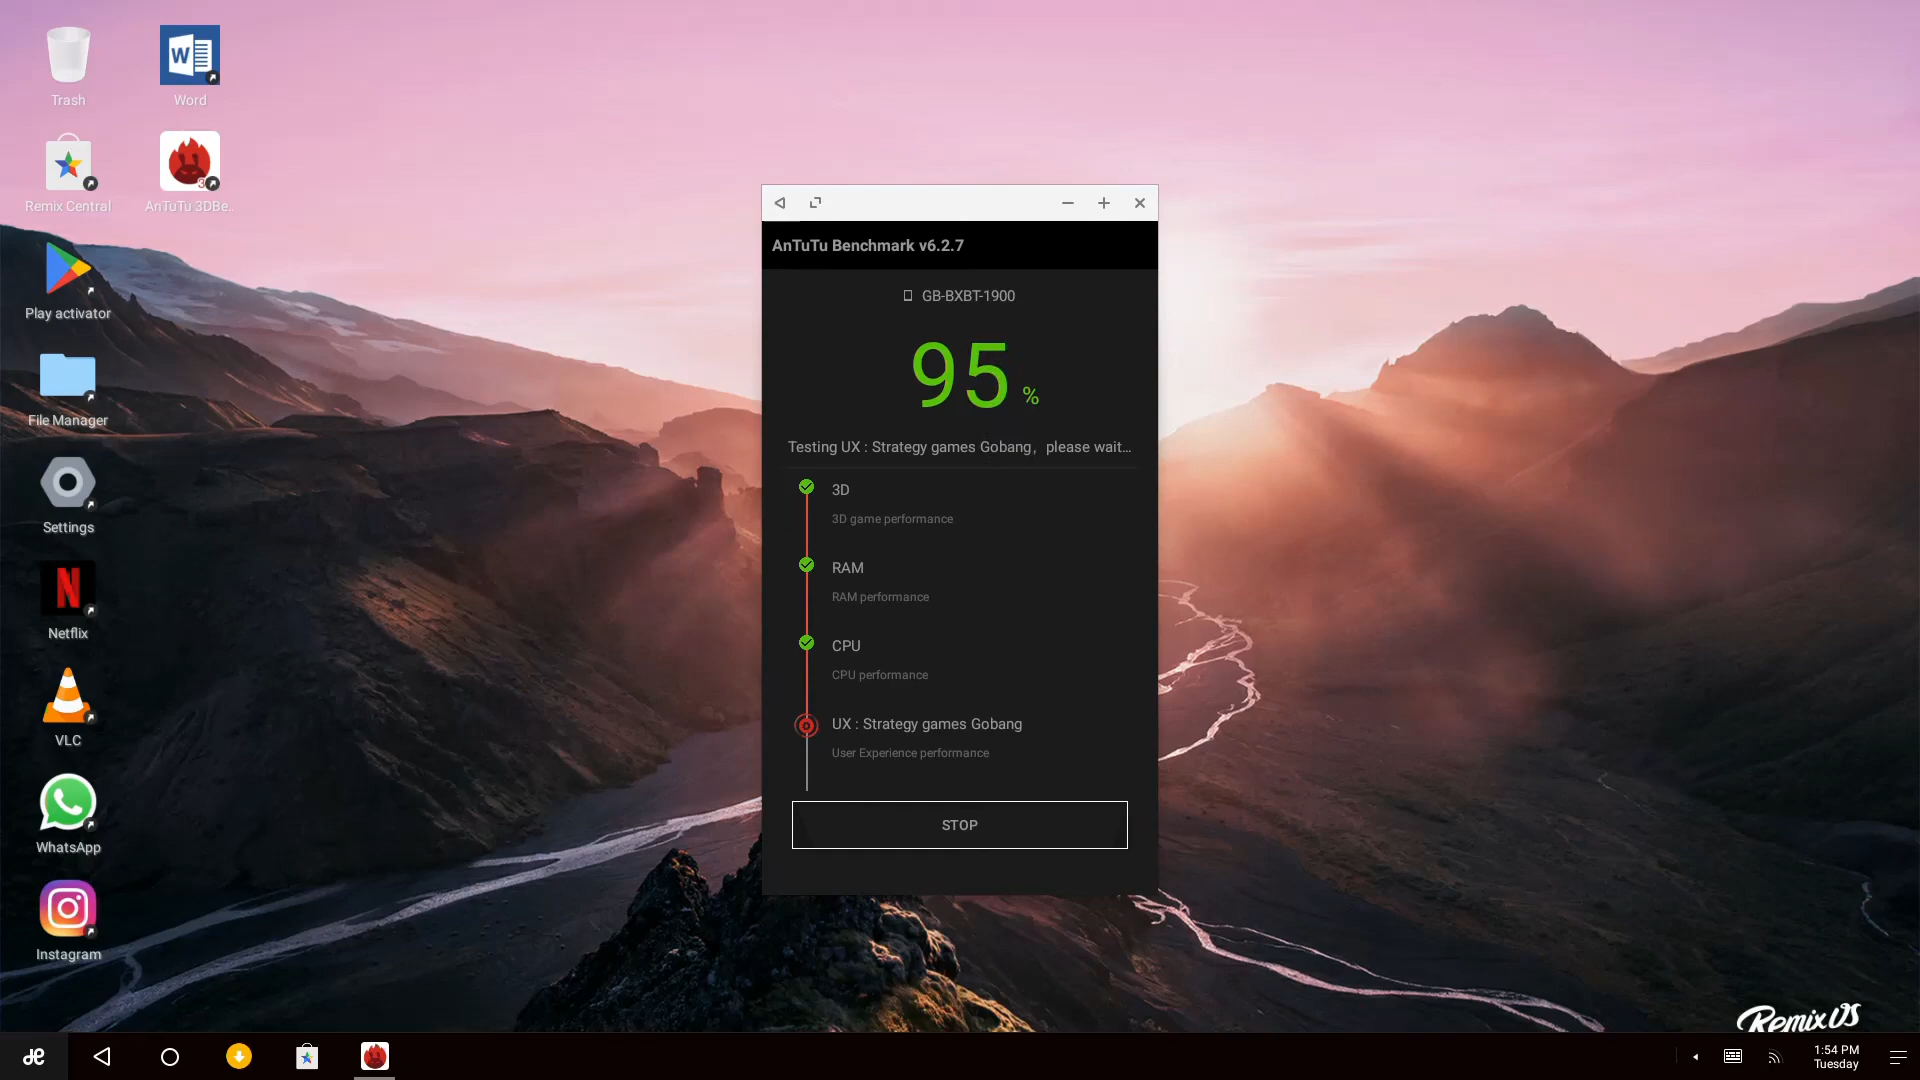 Trash
Word
Remix Central
AnTuTu 3DBe..
Play activator
File Manager
Settings
Netflix
VLC
WhatsApp
Instagram
AnTuTu Benchmark v6.2.7
GB-BXBT-1900
95 %
Testing UX : Strategy games Gobang，please wait...
3D
3D game performance
RAM
RAM performance
CPU
CPU performance
UX : Strategy games Gobang
User Experience performance
STOP
Remix OS
1:54 PM
Tuesday